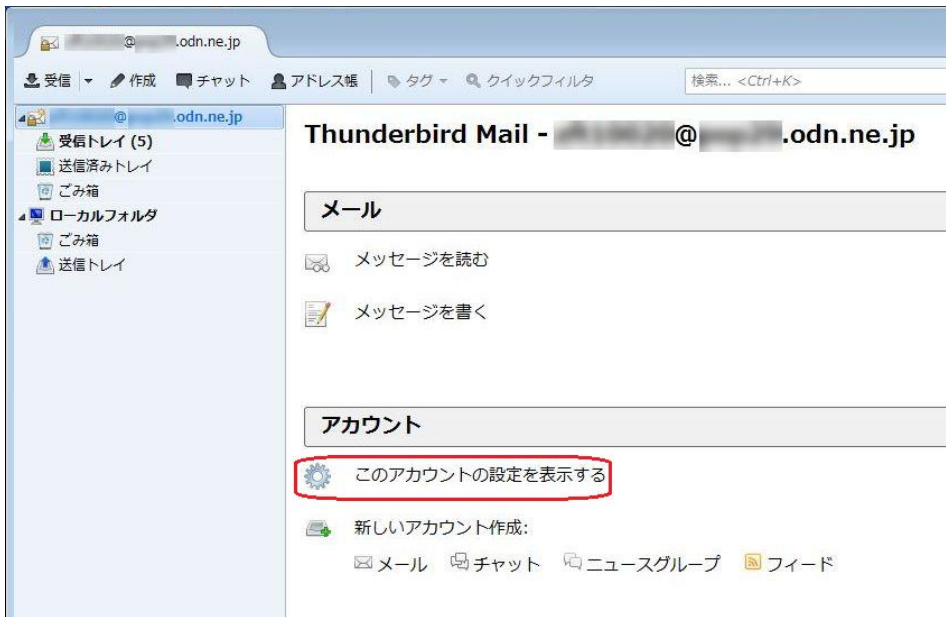 @ .odn.ne.jp
受信 作成 チャット アドレス帳 タグ クイックフィルタ 検索... <Ctrl+K>
@ .odn.ne.jp
受信トレイ (5)
送信済みトレイ
ごみ箱
ローカルフォルダ
ごみ箱
送信トレイ
Thunderbird Mail - @ .odn.ne.jp
メール
メッセージを読む
メッセージを書く
アカウント
このアカウントの設定を表示する
新しいアカウント作成:
メール チャット ニュースグループ フィード